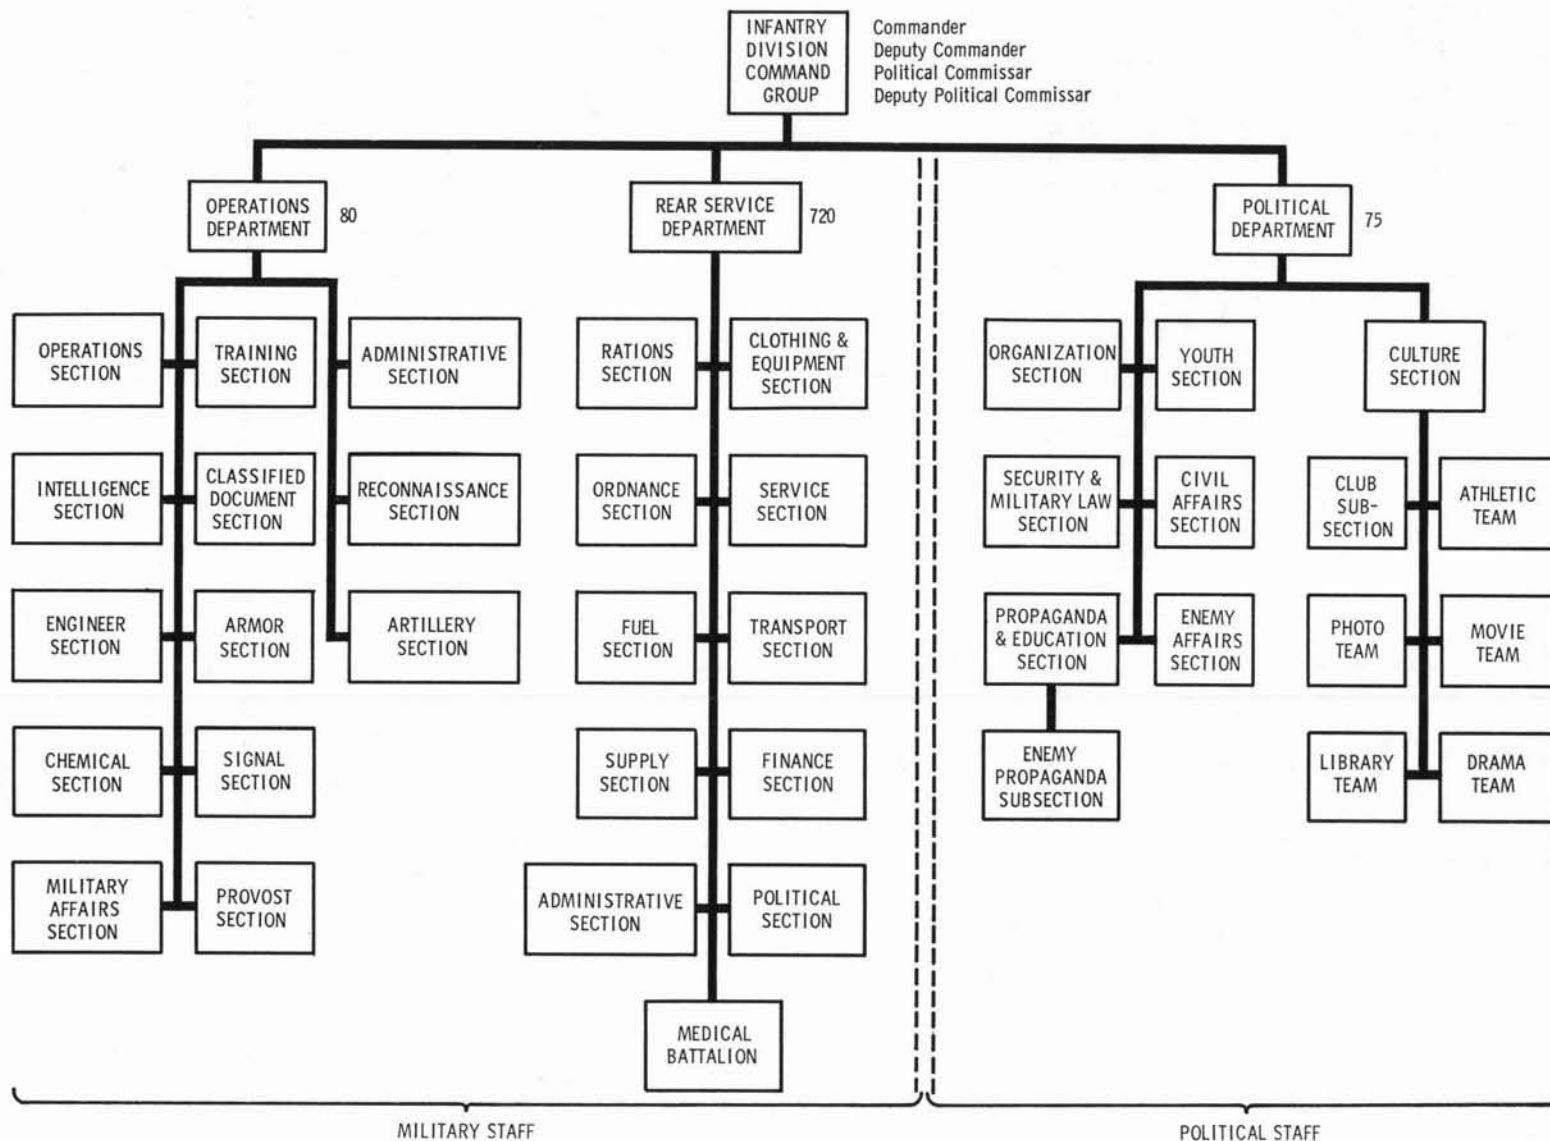 INFANTRY
DIVISION
COMMAND
GROUP
Commander
Deputy Commander
Political Commissar
Deputy Political Commissar
OPERATIONS
DEPARTMENT
80
REAR SERVICE
DEPARTMENT
720
POLITICAL
DEPARTMENT
75
OPERATIONS
SECTION
TRAINING
SECTION
ADMINISTRATIVE
SECTION
INTELLIGENCE
SECTION
CLASSIFIED
DOCUMENT
SECTION
RECONNAISSANCE
SECTION
ENGINEER
SECTION
ARMOR
SECTION
ARTILLERY
SECTION
CHEMICAL
SECTION
SIGNAL
SECTION
MILITARY
AFFAIRS
SECTION
PROVOST
SECTION
RATIONS
SECTION
CLOTHING &
EQUIPMENT
SECTION
ORDNANCE
SECTION
SERVICE
SECTION
FUEL
SECTION
TRANSPORT
SECTION
SUPPLY
SECTION
FINANCE
SECTION
ADMINISTRATIVE
SECTION
POLITICAL
SECTION
MEDICAL
BATTALION
ORGANIZATION
SECTION
YOUTH
SECTION
SECURITY &
MILITARY LAW
SECTION
CIVIL
AFFAIRS
SECTION
PROPAGANDA
& EDUCATION
SECTION
ENEMY
AFFAIRS
SECTION
ENEMY
PROPAGANDA
SUBSECTION
CULTURE
SECTION
CLUB
SUB-
SECTION
ATHLETIC
TEAM
PHOTO
TEAM
MOVIE
TEAM
LIBRARY
TEAM
DRAMA
TEAM
MILITARY STAFF
POLITICAL STAFF